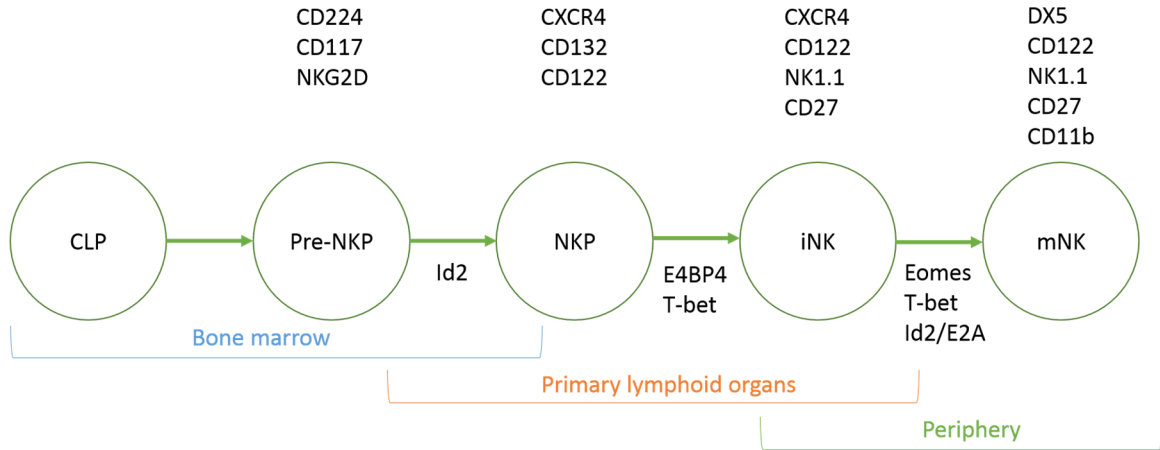 CD224
CD117
NKG2D
CXCR4
CD132
CD122
CXCR4
CD122
NK1.1
CD27
DX5
CD122
NK1.1
CD27
CD11b
CLP
Pre-NKP
NKP
iNK
mNK
Id2
E4BP4
T-bet
Eomes
T-bet
Id2/E2A
Bone marrow
Primary lymphoid organs
Periphery